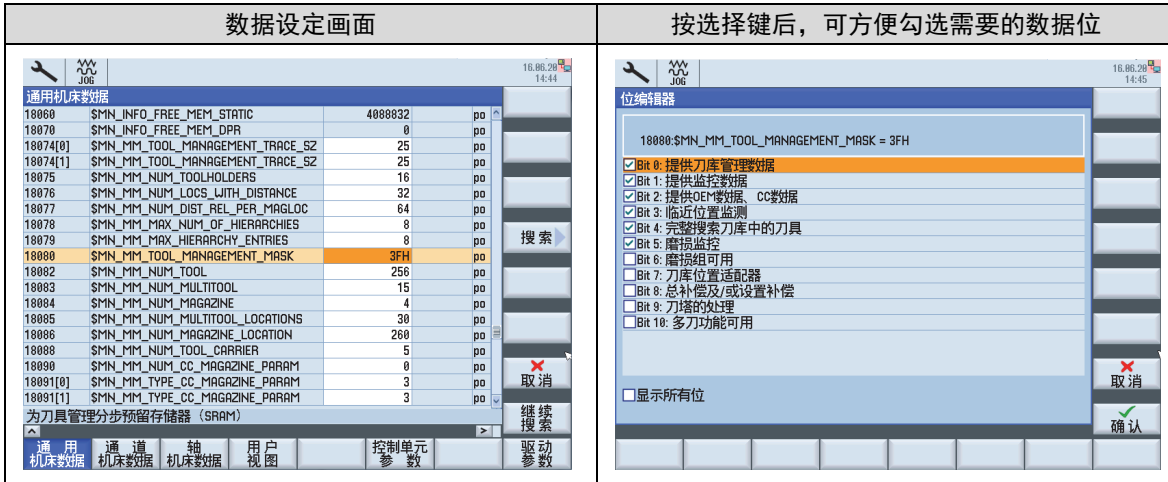 数据设定画面
按选择键后，可方便勾选需要的数据位
JOG
16.06.28
14:44
通用机床数据
18060 $MN_INFO_FREE_MEM_STATIC 4088832 po
18070 $MN_INFO_FREE_MEM_DPR 0 po
18074[0] $MN_MM_TOOL_MANAGEMENT_TRACE_SZ 25 po
18074[1] $MN_MM_TOOL_MANAGEMENT_TRACE_SZ 25 po
18075 $MN_MM_NUM_TOOLHOLDERS 16 po
18076 $MN_MM_NUM_LOCS_WITH_DISTANCE 32 po
18077 $MN_MM_NUM_DIST_REL_PER_MAGLOC 64 po
18078 $MN_MM_MAX_NUM_OF_HIERARCHIES 8 po
18079 $MN_MM_MAX_HIERARCHY_ENTRIES 8 po
18080 $MN_MM_TOOL_MANAGEMENT_MASK 3FH po
18082 $MN_MM_NUM_TOOL 256 po
18083 $MN_MM_NUM_MULTITOOL 15 po
18084 $MN_MM_NUM_MAGAZINE 4 po
18085 $MN_MM_NUM_MULTITOOL_LOCATIONS 30 po
18086 $MN_MM_NUM_MAGAZINE_LOCATION 260 po
18088 $MN_MM_NUM_TOOL_CARRIER 5 po
18090 $MN_MM_NUM_CC_MAGAZINE_PARAM 0 po
18091[0] $MN_MM_TYPE_CC_MAGAZINE_PARAM 3 po
18091[1] $MN_MM_TYPE_CC_MAGAZINE_PARAM 3 po
为刀具管理分步预留存储器（SRAM）
搜索
取消
继续
搜索
通 用
机床数据
通 道
机床数据
轴
机床数据
用户
视图
控制单元
参 数
驱动
参数
JOG
16.06.28
14:45
位编辑器
18080:$MN_MM_TOOL_MANAGEMENT_MASK = 3FH
Bit 0: 提供刀库管理数据
Bit 1: 提供监控数据
Bit 2: 提供OEM数据、CC数据
Bit 3: 临近位置监测
Bit 4: 完整搜索刀库中的刀具
Bit 5: 磨损监控
Bit 6: 磨损组可用
Bit 7: 刀库位置适配器
Bit 8: 总补偿及/或设置补偿
Bit 9: 刀塔的处理
Bit 10: 多刀功能可用
显示所有位
取消
确认